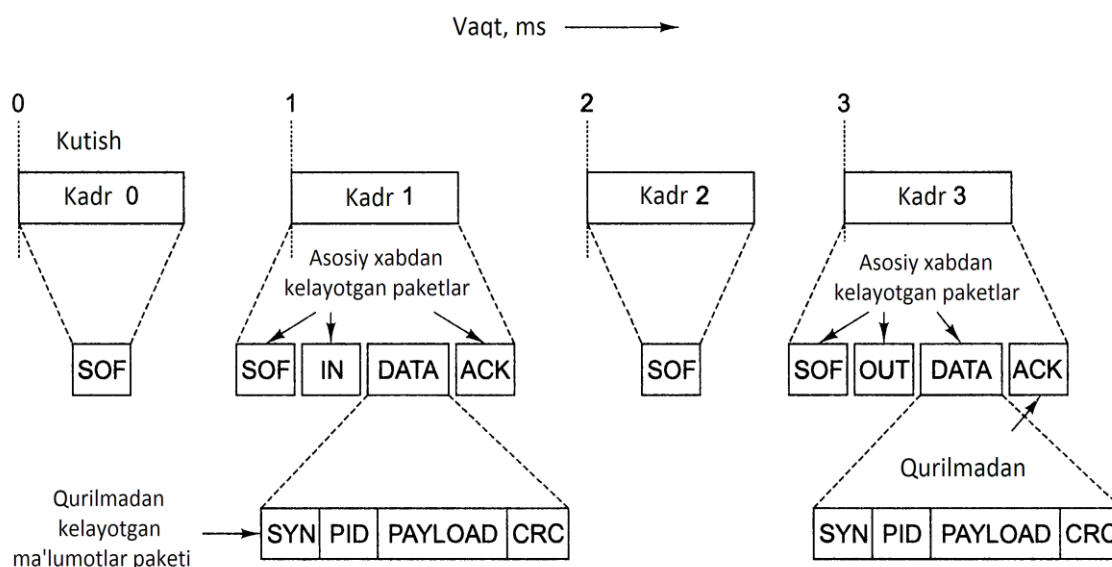 Vaqt, ms
0 1 2 3
Kutish
Kadr 0 Kadr 1 Kadr 2 Kadr 3
Asosiy xabdan
kelayotgan paketlar
Asosiy xabdan
kelayotgan paketlar
SOF SOF IN DATA ACK SOF SOF OUT DATA ACK
Qurilmadan
Qurilmadan
kelayotgan
ma'lumotlar paketi
SYN PID PAYLOAD CRC SYN PID PAYLOAD CRC